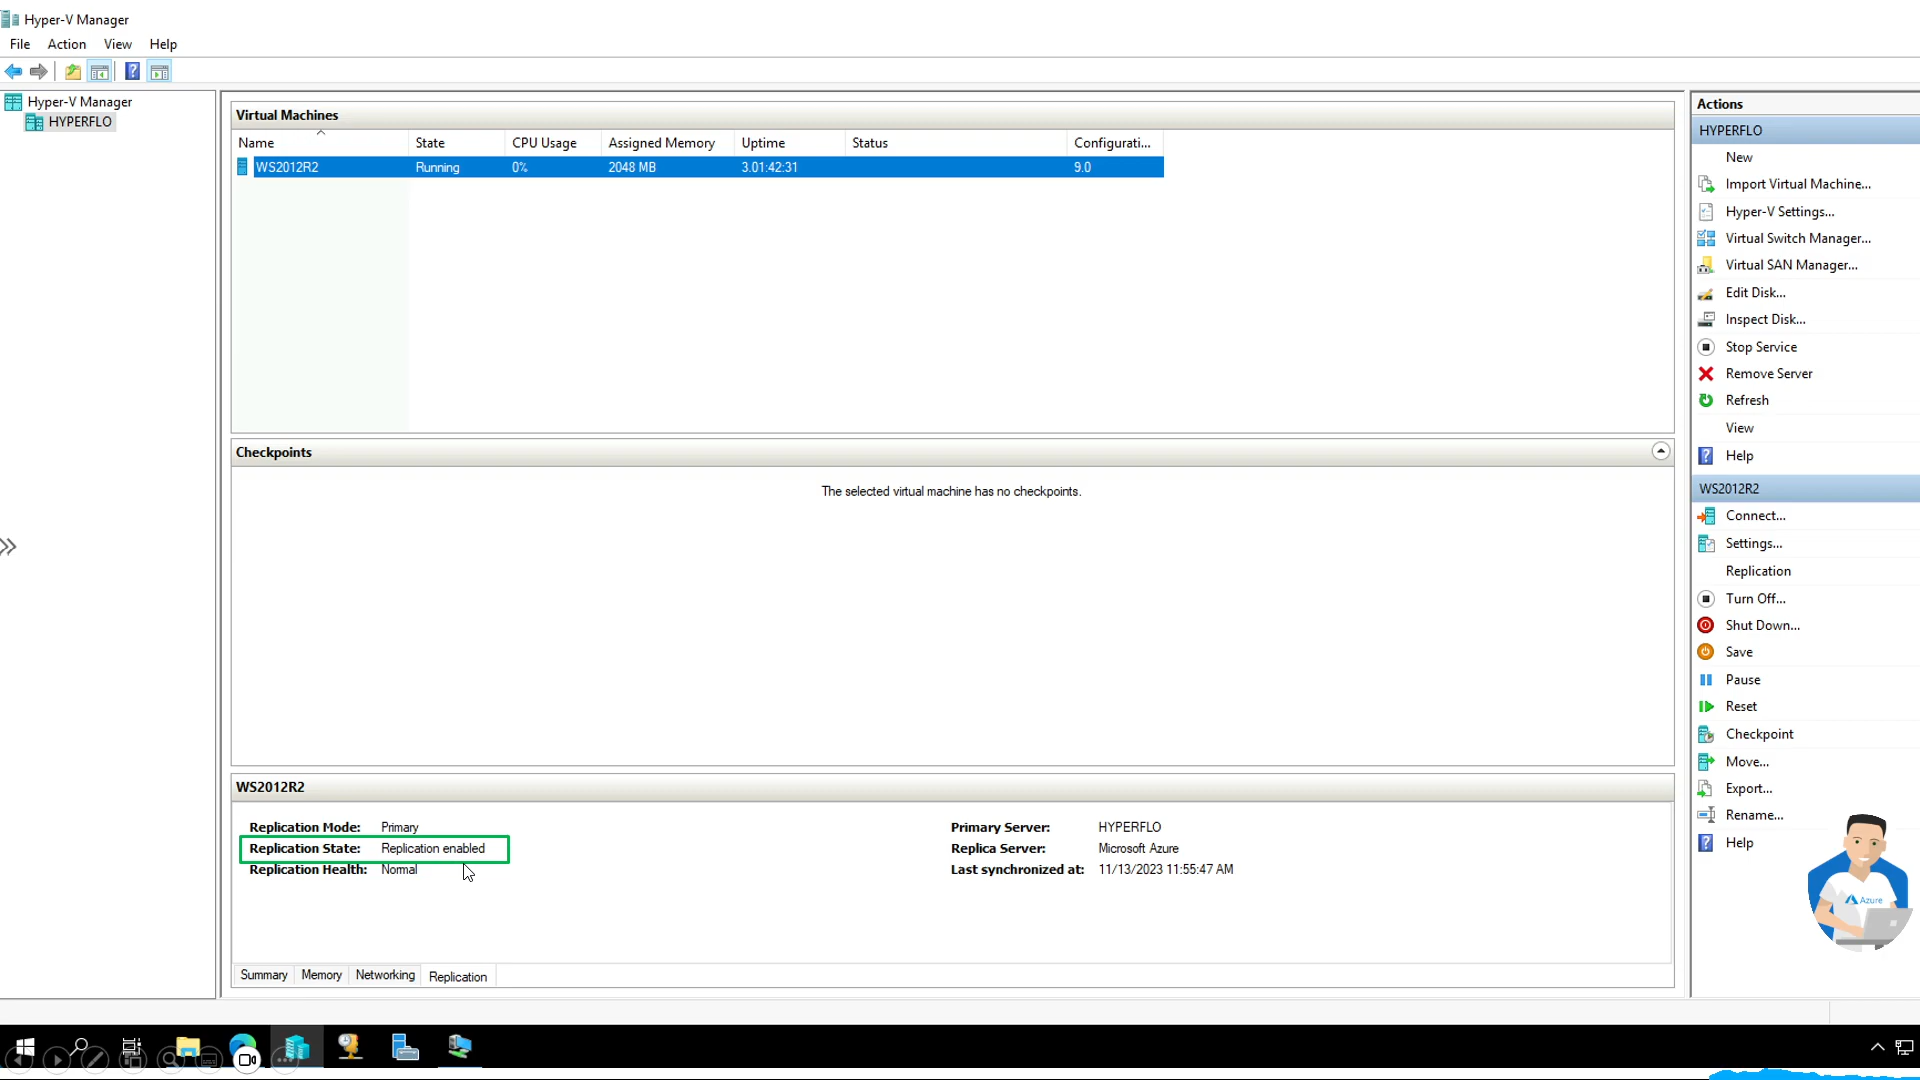 Hyper-V Manager
File Action View Help
Hyper-V Manager
HYPERFLO
Virtual Machines
Name State CPU Usage Assigned Memory Uptime Status Configurati...
WS2012R2 Running 0% 2048 MB 3.01:42:31 9.0
Checkpoints
The selected virtual machine has no checkpoints.
WS2012R2
Replication Mode: Primary
Replication State: Replication enabled
Replication Health: Normal
Primary Server: HYPERFLO
Replica Server: Microsoft Azure
Last synchronized at: 11/13/2023 11:55:47 AM
Summary Memory Networking Replication
Actions
HYPERFLO
New
Import Virtual Machine...
Hyper-V Settings...
Virtual Switch Manager...
Virtual SAN Manager...
Edit Disk...
Inspect Disk...
Stop Service
Remove Server
Refresh
View
Help
WS2012R2
Connect...
Settings...
Replication
Turn Off...
Shut Down...
Save
Pause
Reset
Checkpoint
Move...
Export...
Rename...
Help
Azure